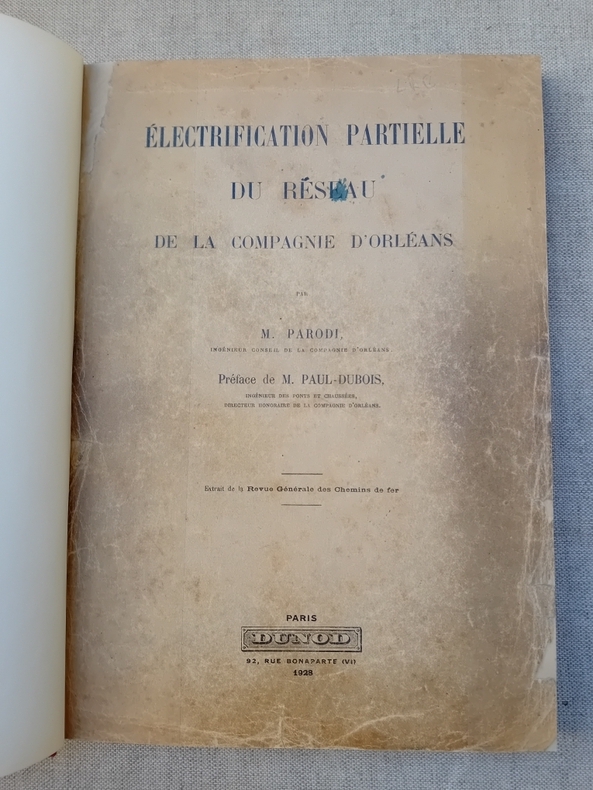 ÉLECTRIFICATION PARTIELLE
DU RÉSEAU
DE LA COMPAGNIE D'ORLÉANS
PAR
M. PARODI,
INGÉNIEUR CONSEIL DE LA COMPAGNIE D'ORLÉANS.
Préface de M. PAUL-DUBOIS,
INGÉNIEUR DES PONTS ET CHAUSSÉES,
DIRECTEUR HONORAIRE DE LA COMPAGNIE D'ORLÉANS.
Extrait de la Revue Générale des Chemins de fer
PARIS
DUNOD
92, RUE BONAPARTE (VI)
1928